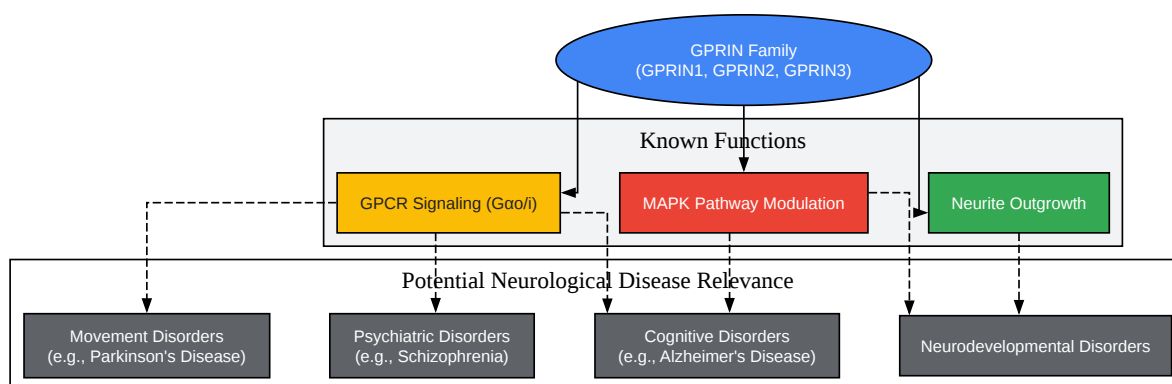 GPRIN Family
(GPRIN1, GPRIN2, GPRIN3)
Known Functions
GPCR Signaling (Gαo/i)
MAPK Pathway Modulation
Neurite Outgrowth
Potential Neurological Disease Relevance
Movement Disorders
(e.g., Parkinson's Disease)
Psychiatric Disorders
(e.g., Schizophrenia)
Cognitive Disorders
(e.g., Alzheimer's Disease)
Neurodevelopmental Disorders